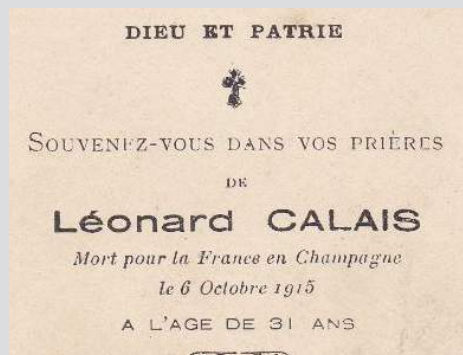 DIEU ET PATRIE
SOUVENEZ-VOUS DANS VOS PRIÈRES
DE
Léonard CALAIS
Mort pour la France en Champagne
le 6 Octobre 1915
A L'AGE DE 31 ANS